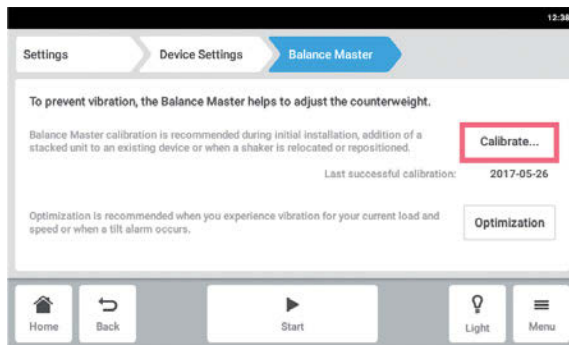 12:38
Settings Device Settings Balance Master
To prevent vibration, the Balance Master helps to adjust the counterweight.
Balance Master calibration is recommended during initial installation, addition of a
stacked unit to an existing device or when a shaker is relocated or repositioned.
Calibrate...
Last successful calibration: 2017-05-26
Optimization is recommended when you experience vibration for your current load and
speed or when a tilt alarm occurs.
Optimization
Home Back Start Light Menu